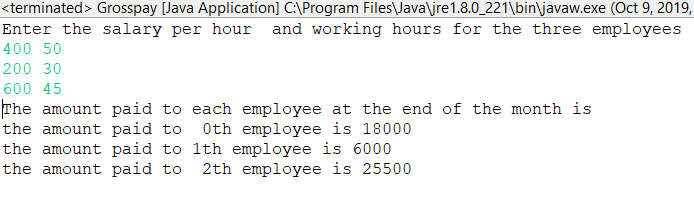 <terminated> Grosspay [Java Application] C:\Program Files\Java\jre1.8.0_221\bin\javaw.exe (Oct 9, 2019,
Enter the salary per hour  and working hours for the three employees
400 50
200 30
600 45
The amount paid to each employee at the end of the month is
the amount paid to  0th employee is 18000
the amount paid to 1th employee is 6000
the amount paid to  2th employee is 25500